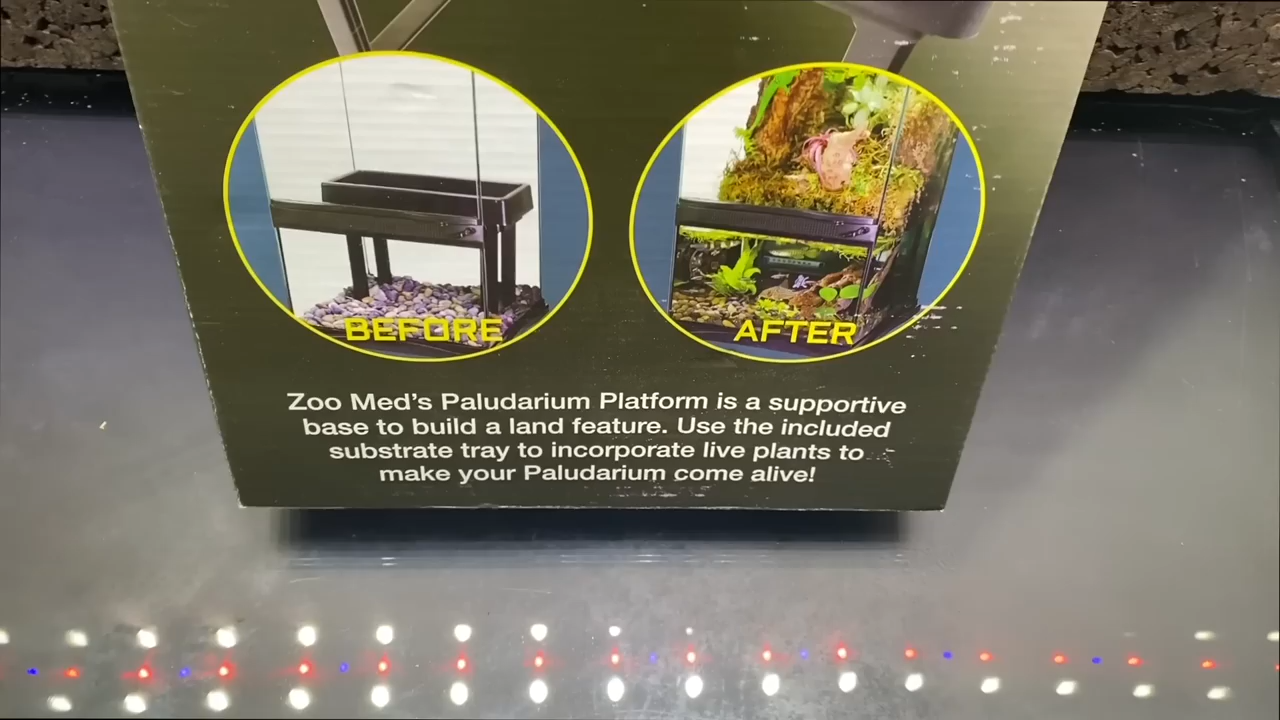 BEFORE
AFTER
Zoo Med's Paludarium Platform is a supportive
base to build a land feature. Use the included
substrate tray to incorporate live plants to
make your Paludarium come alive!